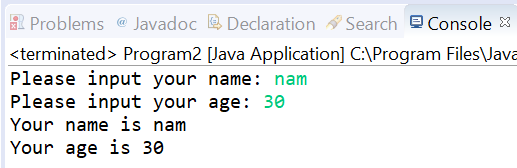 Problems @ Javadoc Declaration Search Console
<terminated> Program2 [Java Application] C:\Program Files\Java
Please input your name: nam
Please input your age: 30
Your name is nam
Your age is 30